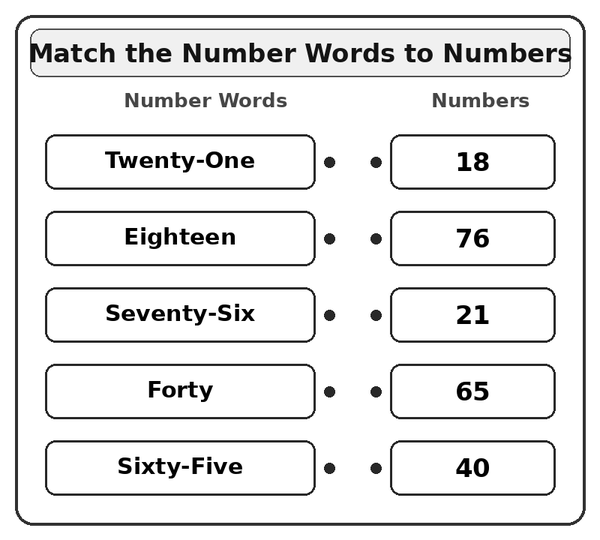 Match the Number Words to Numbers
Number Words Numbers
Twenty-One 18
Eighteen 76
Seventy-Six 21
Forty 65
Sixty-Five 40